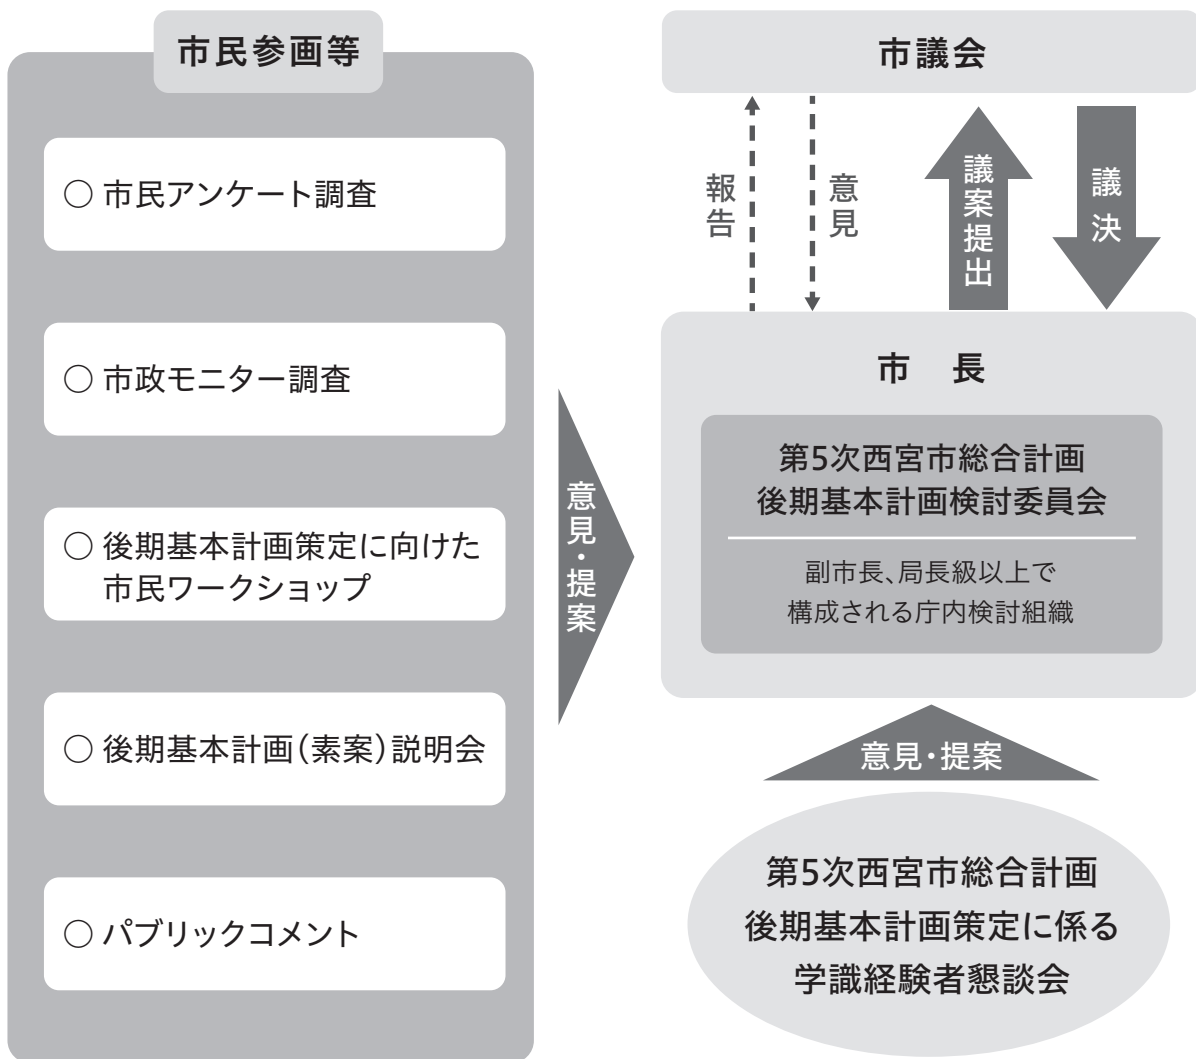 市民参画等
○ 市民アンケート調査
○ 市政モニター調査
○ 後期基本計画策定に向けた
市民ワークショップ
○ 後期基本計画（素案）説明会
○ パブリックコメント
意見・提案
市議会
報告
意見
議案提出
議決
市　長
第5次西宮市総合計画
後期基本計画検討委員会
副市長、局長級以上で
構成される庁内検討組織
意見・提案
第5次西宮市総合計画
後期基本計画策定に係る
学識経験者懇談会